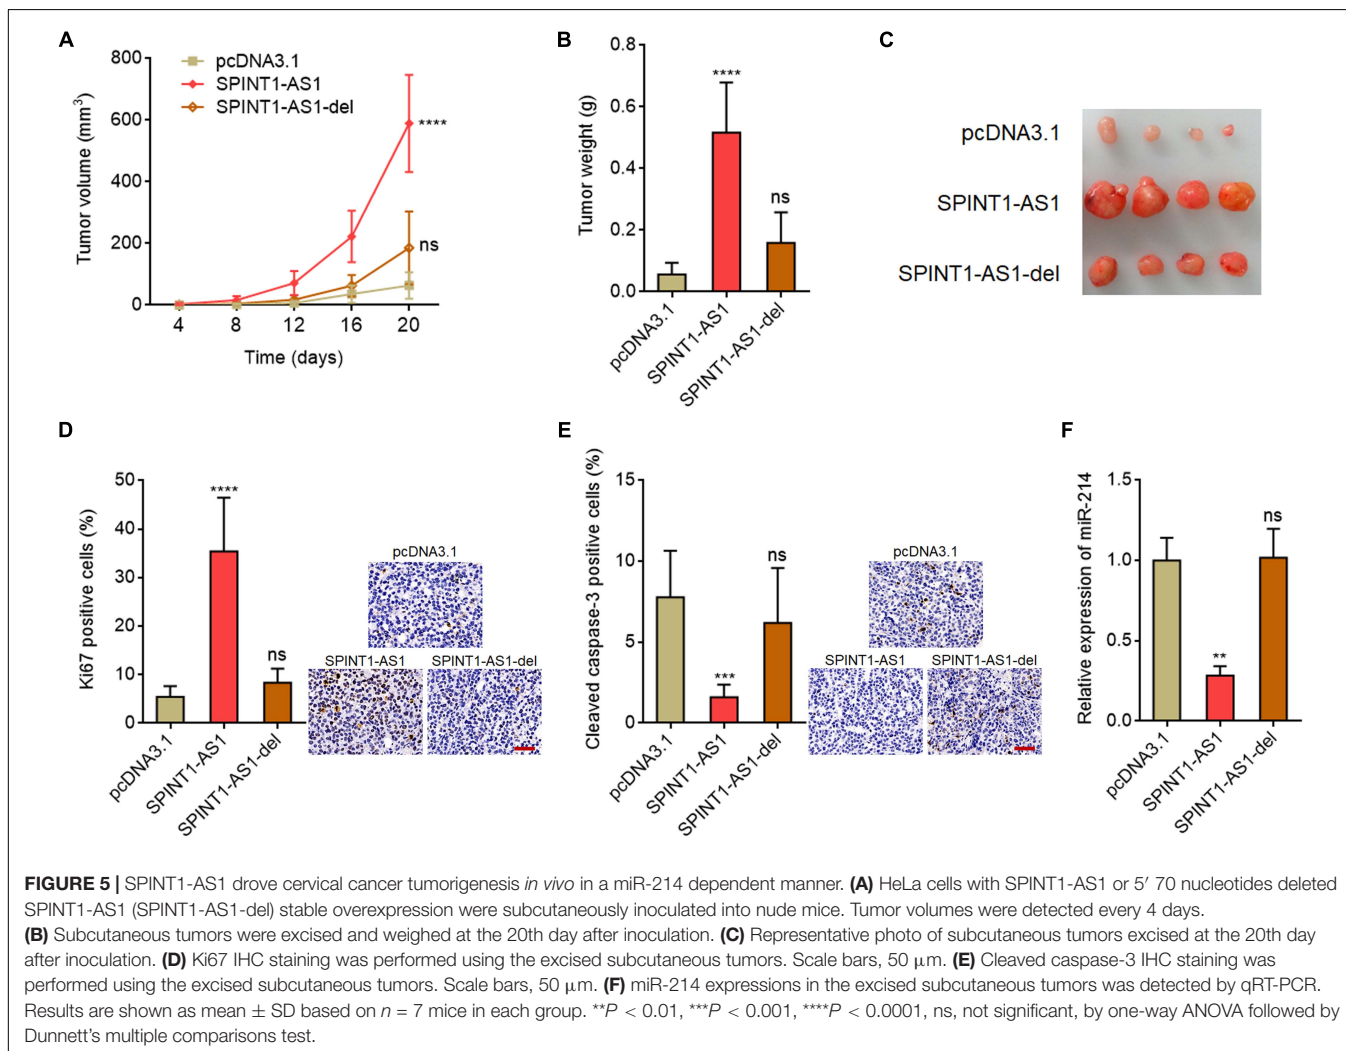 A
800
600
400
200
0
Tumor volume (mm³)
pcDNA3.1
SPINT1-AS1
SPINT1-AS1-del
****
ns
4 8 12 16 20
Time (days)
B
0.8
0.6
0.4
0.2
0.0
Tumor weight (g)
****
ns
pcDNA3.1
SPINT1-AS1
SPINT1-AS1-del
C
pcDNA3.1
SPINT1-AS1
SPINT1-AS1-del
D
50
40
30
20
10
0
Ki67 positive cells (%)
****
ns
pcDNA3.1
SPINT1-AS1
SPINT1-AS1-del
pcDNA3.1
SPINT1-AS1 SPINT1-AS1-del
E
15
10
5
0
Cleaved caspase-3 positive cells (%)
***
ns
pcDNA3.1
SPINT1-AS1
SPINT1-AS1-del
pcDNA3.1
SPINT1-AS1 SPINT1-AS1-del
F
1.5
1.0
0.5
0.0
Relative expression of miR-214
**
ns
pcDNA3.1
SPINT1-AS1
SPINT1-AS1-del
FIGURE 5 | SPINT1-AS1 drove cervical cancer tumorigenesis in vivo in a miR-214 dependent manner. (A) HeLa cells with SPINT1-AS1 or 5′ 70 nucleotides deleted
SPINT1-AS1 (SPINT1-AS1-del) stable overexpression were subcutaneously inoculated into nude mice. Tumor volumes were detected every 4 days.
(B) Subcutaneous tumors were excised and weighed at the 20th day after inoculation. (C) Representative photo of subcutaneous tumors excised at the 20th day
after inoculation. (D) Ki67 IHC staining was performed using the excised subcutaneous tumors. Scale bars, 50 μm. (E) Cleaved caspase-3 IHC staining was
performed using the excised subcutaneous tumors. Scale bars, 50 μm. (F) miR-214 expressions in the excised subcutaneous tumors was detected by qRT-PCR.
Results are shown as mean ± SD based on n = 7 mice in each group. **P < 0.01, ***P < 0.001, ****P < 0.0001, ns, not significant, by one-way ANOVA followed by
Dunnett's multiple comparisons test.